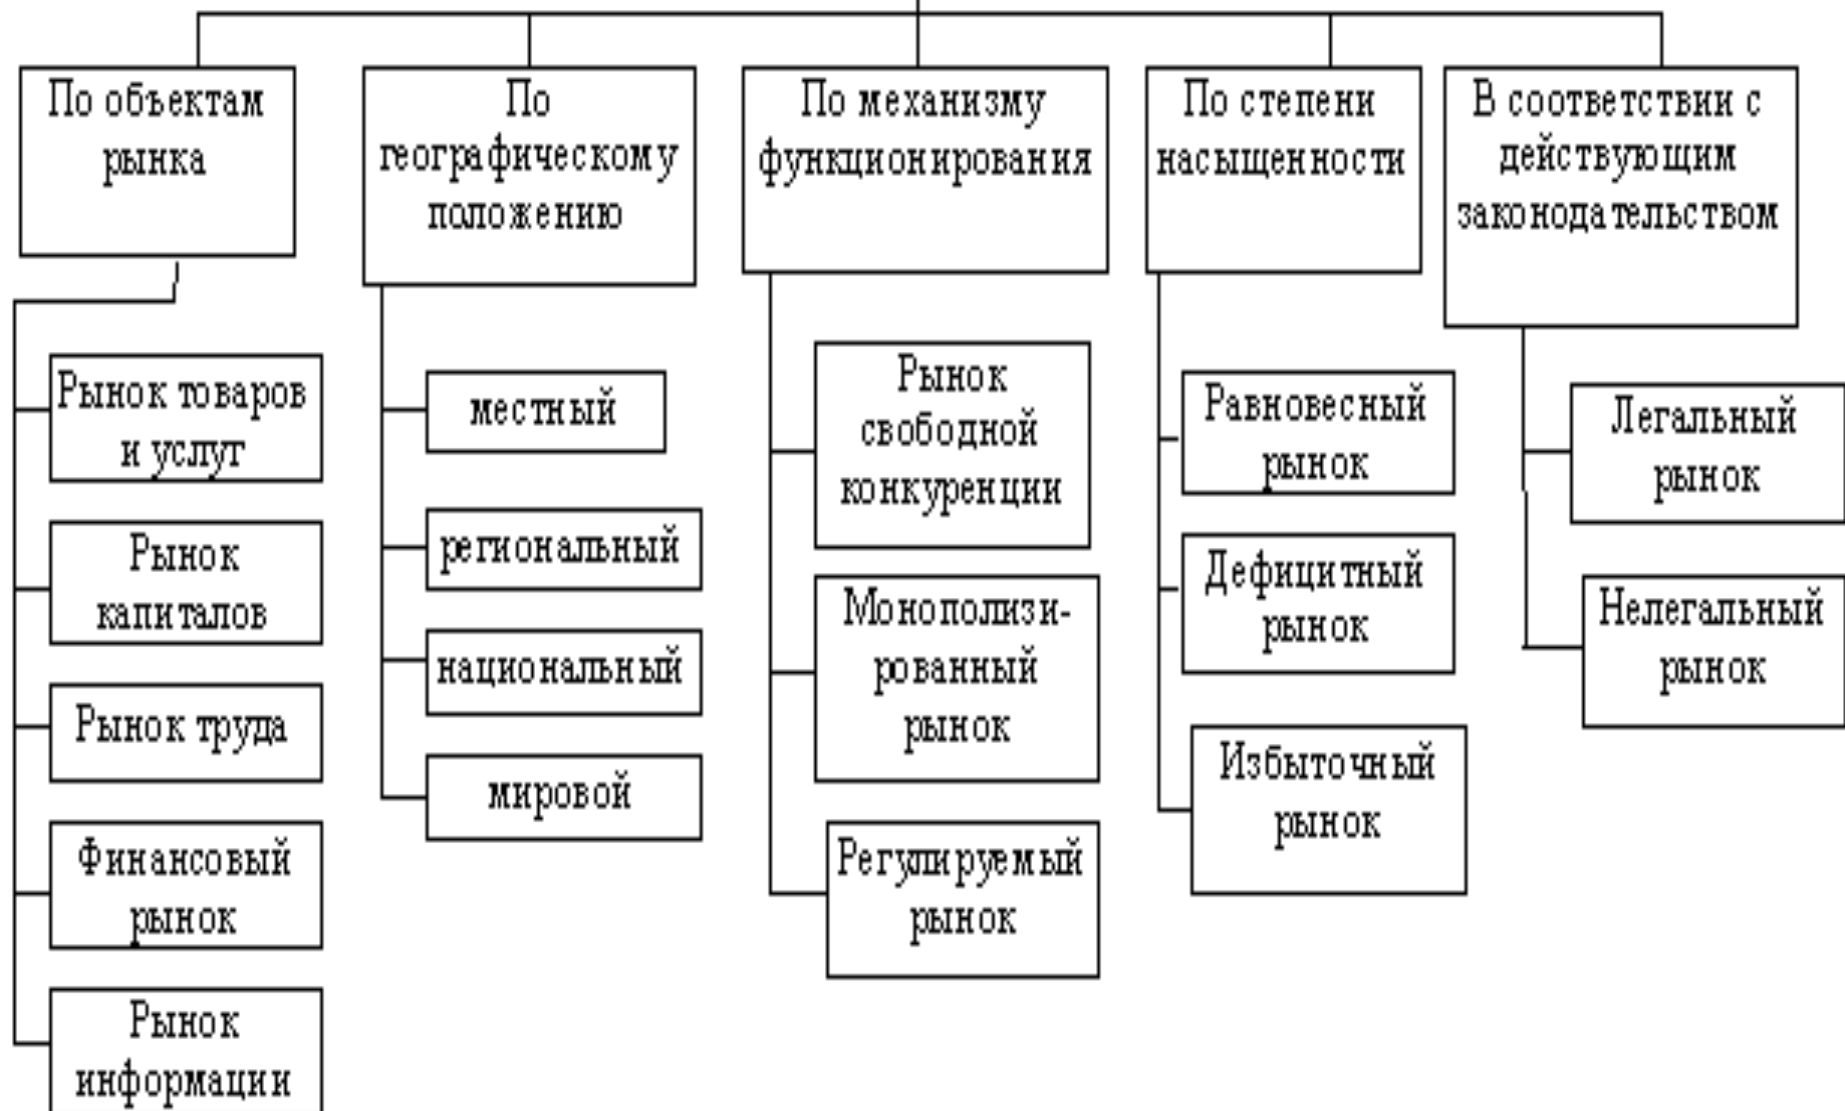 По объектам
рынка
Рынок товаров
и услуг
Рынок
капиталов
Рынок труда
Финансовый
рынок
Рынок
информации
По
географическому
положению
местный
региональный
национальный
мировой
По механизму
функционирования
Рынок
свободной
конкуренции
Монополизи-
рованный
рынок
Регулируемый
рынок
По степени
насыщенности
Равновесный
рынок
Дефицитный
рынок
Избыточный
рынок
В соответствии с
действующим
законодательством
Легальный
рынок
Нелегальный
рынок